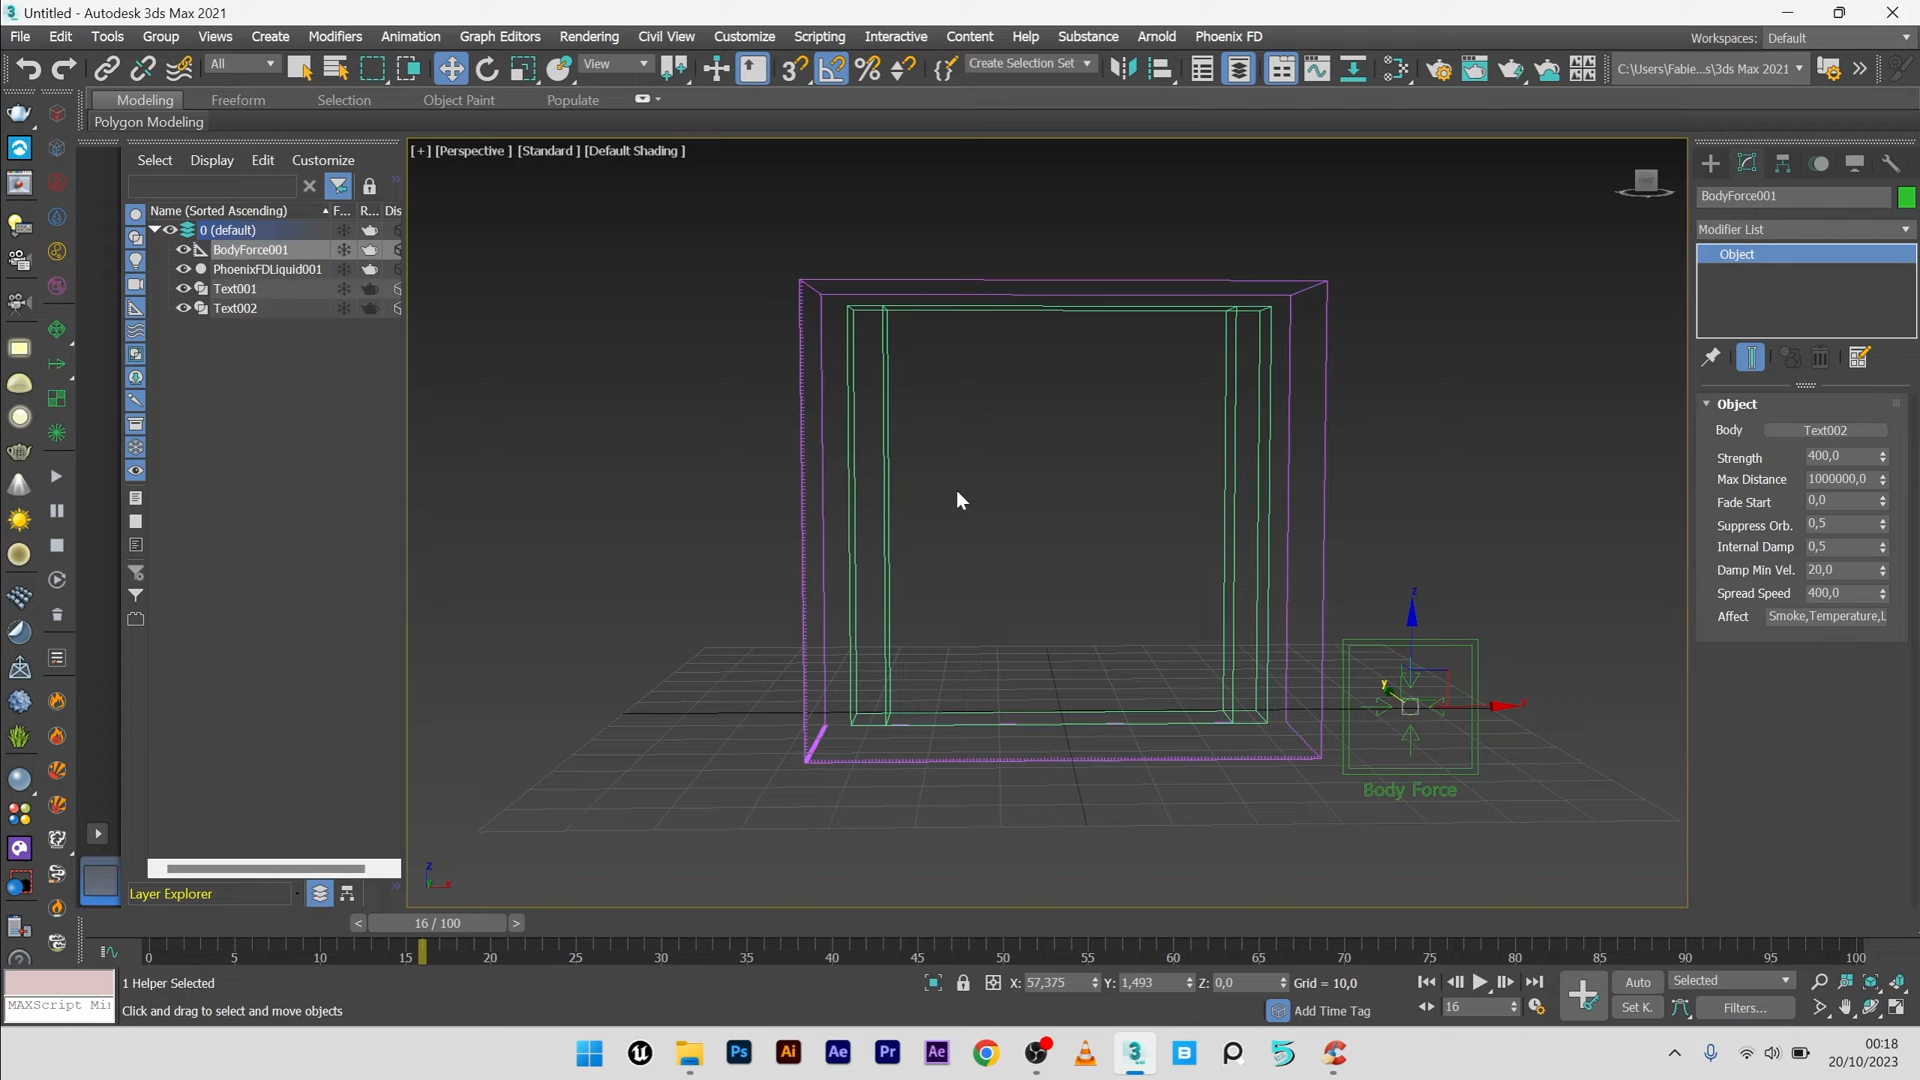 Untitled - Autodesk 3ds Max 2021
File Edit Tools Group Views Create Modifiers Animation Graph Editors Rendering Civil View Customize Scripting Interactive Content Help Substance Arnold Phoenix FD
Workspaces: Default
All View Create Selection Set C:\Users\Fabie...s\3ds Max 2021
Modeling Freeform Selection Object Paint Populate
Polygon Modeling
Select Display Edit Customize
Name (Sorted Ascending) F... R... Dis
0 (default)
BodyForce001
PhoenixFDLiquid001
Text001
Text002
Layer Explorer
[+] [Perspective ] [Standard ] [Default Shading ]
z
y
x
Body Force
z
x
BodyForce001
Modifier List
Object
Object
Body Text002
Strength 400,0
Max Distance 1000000,0
Fade Start 0,0
Suppress Orb. 0,5
Internal Damp 0,5
Damp Min Vel. 20,0
Spread Speed 400,0
Affect Smoke,Temperature,L
< 16 / 100 >
0 5 10 15 20 25 30 35 40 45 50 55 60 65 70 75 80 85 90 95 100
1 Helper Selected X: 57,375 Y: 1,493 Z: 0,0 Grid = 10,0 Auto Selected
MAXScript Mi Click and drag to select and move objects Add Time Tag 16 Set K. Filters...
Ps Ai Ae Pr Ae 3 B
00:18
20/10/2023